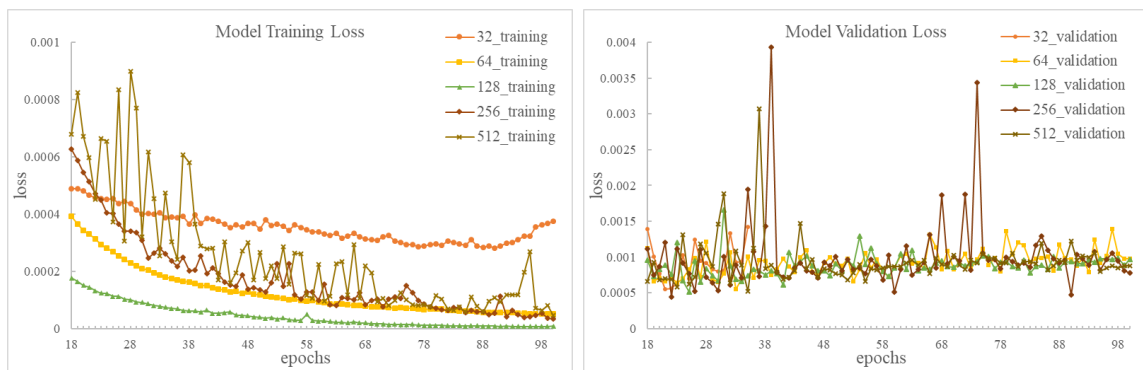 Model Training Loss
0.001
0.0008
0.0006
0.0004
0.0002
0
loss
18 28 38 48 58 68 78 88 98
epochs
32_training
64_training
128_training
256_training
512_training
Model Validation Loss
0.004
0.0035
0.003
0.0025
0.002
0.0015
0.001
0.0005
0
loss
18 28 38 48 58 68 78 88 98
epochs
32_validation
64_validation
128_validation
256_validation
512_validation